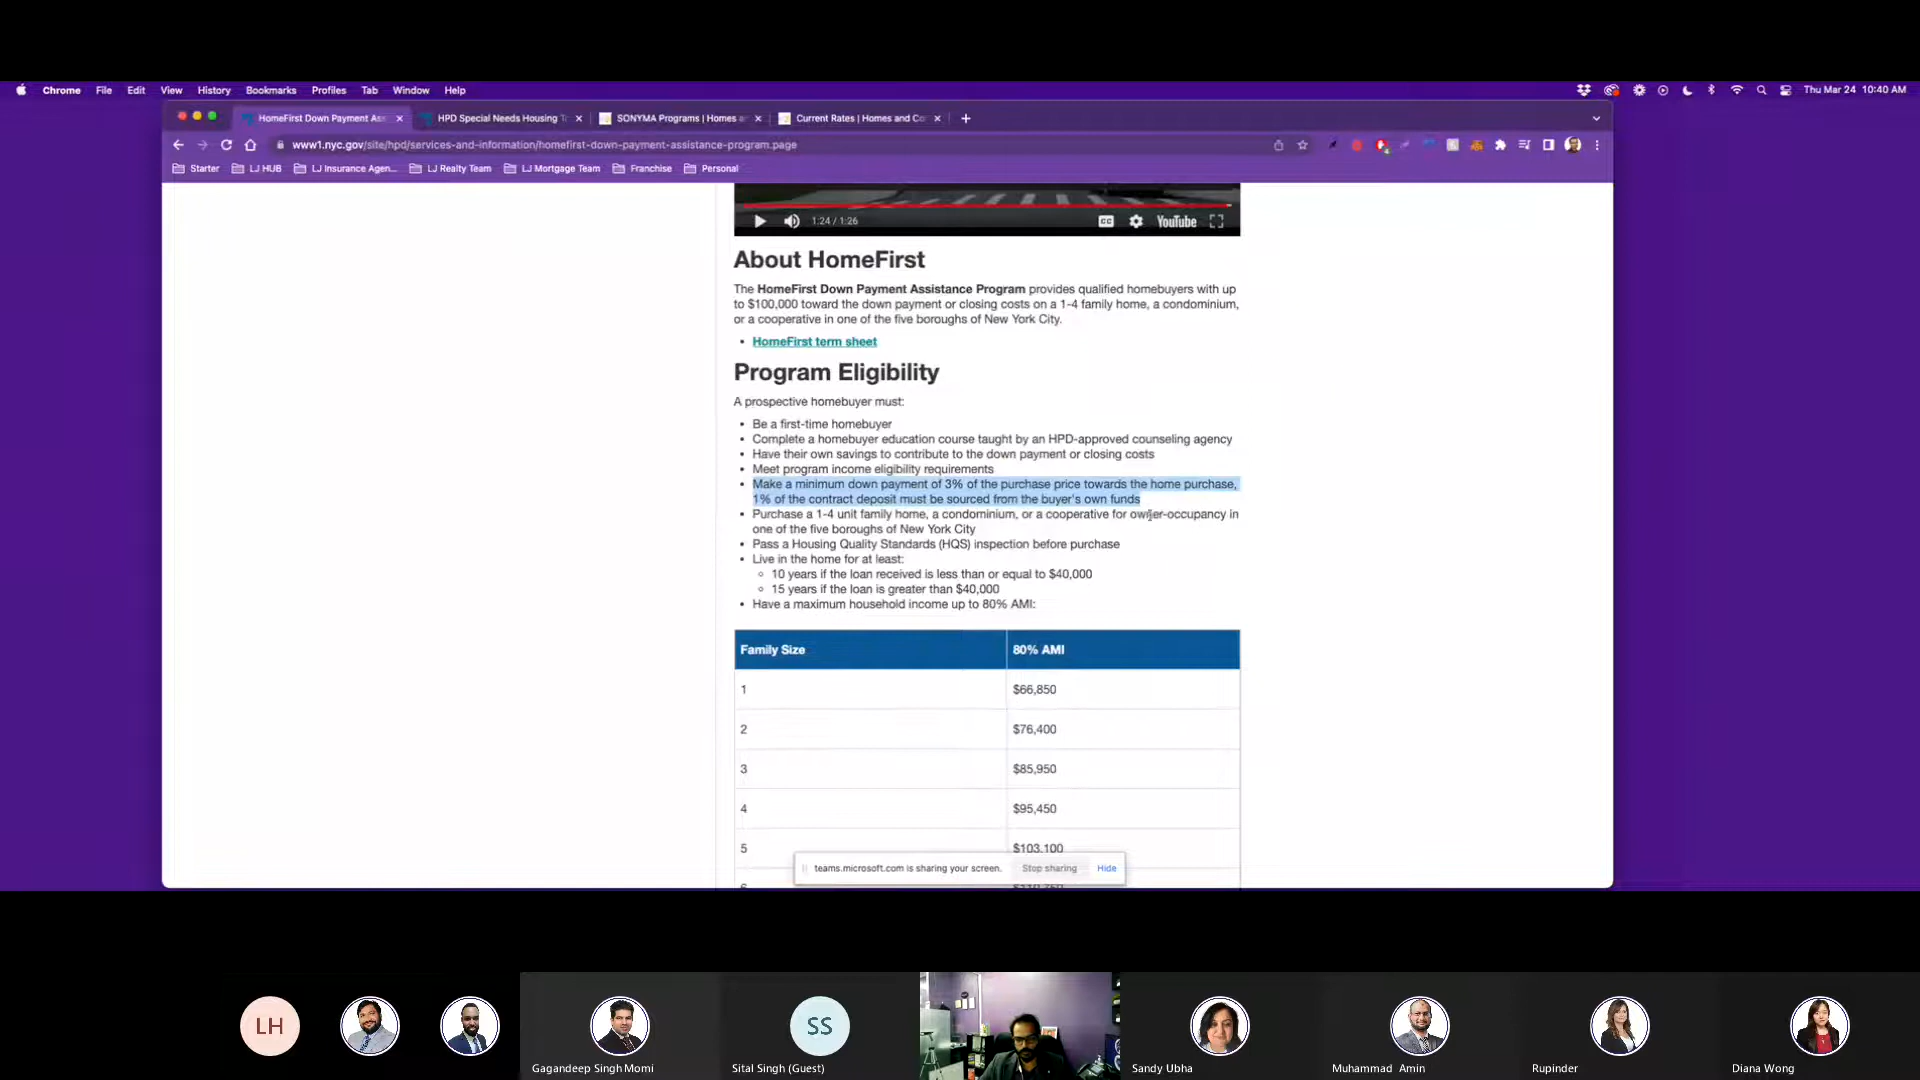 Chrome File Edit View History Bookmarks Profiles Tab Window Help
Thu Mar 24 10:40 AM
HomeFirst Down Payment Ass
HPD Special Needs Housing T
SONYMA Programs | Homes a
Current Rates | Homes and Co
www1.nyc.gov/site/hpd/services-and-information/homefirst-down-payment-assistance-program.page
Starter
LJ HUB
LJ Insurance Agen...
LJ Realty Team
LJ Mortgage Team
Franchise
Personal
1:24 / 1:26
CC
YouTube
About HomeFirst
The HomeFirst Down Payment Assistance Program provides qualified homebuyers with up
to $100,000 toward the down payment or closing costs on a 1-4 family home, a condominium,
or a cooperative in one of the five boroughs of New York City.
• HomeFirst term sheet
Program Eligibility
A prospective homebuyer must:
• Be a first-time homebuyer
• Complete a homebuyer education course taught by an HPD-approved counseling agency
• Have their own savings to contribute to the down payment or closing costs
• Meet program income eligibility requirements
• Make a minimum down payment of 3% of the purchase price towards the home purchase,
1% of the contract deposit must be sourced from the buyer's own funds
• Purchase a 1-4 unit family home, a condominium, or a cooperative for owner-occupancy in
one of the five boroughs of New York City
• Pass a Housing Quality Standards (HQS) inspection before purchase
• Live in the home for at least:
○ 10 years if the loan received is less than or equal to $40,000
○ 15 years if the loan is greater than $40,000
• Have a maximum household income up to 80% AMI:
Family Size 80% AMI
1 $66,850
2 $76,400
3 $85,950
4 $95,450
5 $103,100
teams.microsoft.com is sharing your screen. Stop sharing Hide
LH
SS
Gagandeep Singh Momi
Sital Singh (Guest)
Sandy Ubha
Muhammad Amin
Rupinder
Diana Wong